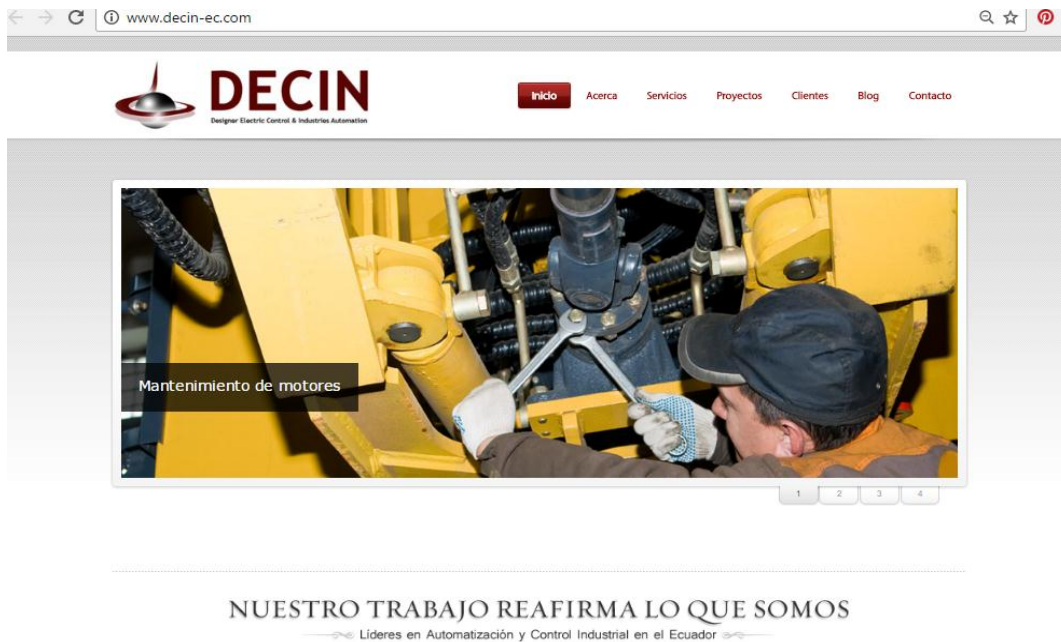 www.decin-ec.com
DECIN
Designer Electric Control & Industries Automation
Inicio Acerca Servicios Proyectos Clientes Blog Contacto
Mantenimiento de motores
1 2 3 4
NUESTRO TRABAJO REAFIRMA LO QUE SOMOS
Líderes en Automatización y Control Industrial en el Ecuador